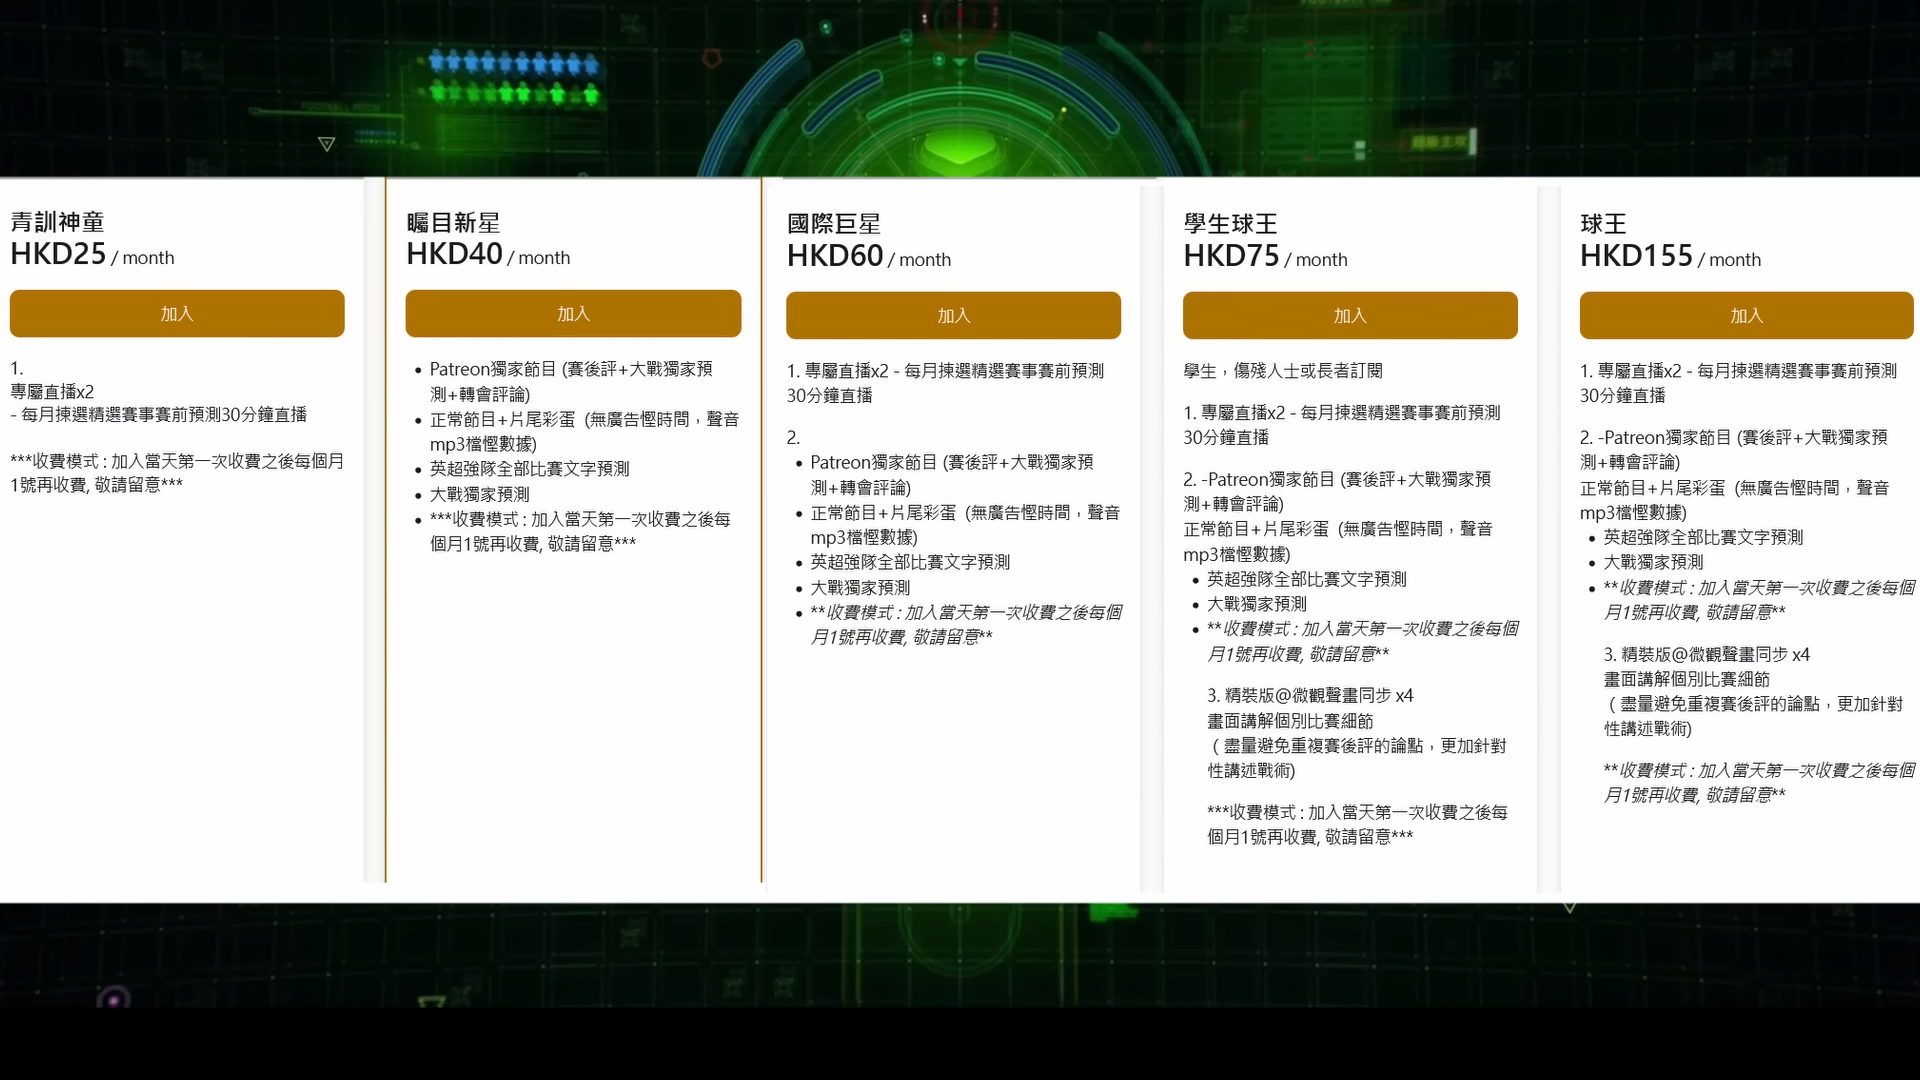 青訓神童
HKD25 / month
加入
1.
專屬直播x2
- 每月揀選精選賽事賽前預測30分鐘直播
***收費模式 : 加入當天第一次收費之後每個月
1號再收費, 敬請留意***
矚目新星
HKD40 / month
加入
• Patreon獨家節目 (賽後評+大戰獨家預
測+轉會評論)
• 正常節目+片尾彩蛋 (無廣告慳時間，聲音
mp3檔慳數據)
• 英超強隊全部比賽文字預測
• 大戰獨家預測
• ***收費模式 : 加入當天第一次收費之後每
個月1號再收費, 敬請留意***
國際巨星
HKD60 / month
加入
1. 專屬直播x2 - 每月揀選精選賽事賽前預測
30分鐘直播
2.
• Patreon獨家節目 (賽後評+大戰獨家預
測+轉會評論)
• 正常節目+片尾彩蛋 (無廣告慳時間，聲音
mp3檔慳數據)
• 英超強隊全部比賽文字預測
• 大戰獨家預測
• **收費模式 : 加入當天第一次收費之後每個
月1號再收費, 敬請留意**
學生球王
HKD75 / month
加入
學生，傷殘人士或長者訂閱
1. 專屬直播x2 - 每月揀選精選賽事賽前預測
30分鐘直播
2. -Patreon獨家節目 (賽後評+大戰獨家預
測+轉會評論)
正常節目+片尾彩蛋 (無廣告慳時間，聲音
mp3檔慳數據)
• 英超強隊全部比賽文字預測
• 大戰獨家預測
• **收費模式 : 加入當天第一次收費之後每個
月1號再收費, 敬請留意**
3. 精裝版@微觀聲畫同步 x4
畫面講解個別比賽細節
（ 盡量避免重複賽後評的論點，更加針對
性講述戰術)
***收費模式 : 加入當天第一次收費之後每
個月1號再收費, 敬請留意***
球王
HKD155 / month
加入
1. 專屬直播x2 - 每月揀選精選賽事賽前預測
30分鐘直播
2. -Patreon獨家節目 (賽後評+大戰獨家預
測+轉會評論)
正常節目+片尾彩蛋 (無廣告慳時間，聲音
mp3檔慳數據)
• 英超強隊全部比賽文字預測
• 大戰獨家預測
• **收費模式 : 加入當天第一次收費之後每個
月1號再收費, 敬請留意**
3. 精裝版@微觀聲畫同步 x4
畫面講解個別比賽細節
（ 盡量避免重複賽後評的論點，更加針對
性講述戰術)
**收費模式 : 加入當天第一次收費之後每個
月1號再收費, 敬請留意**